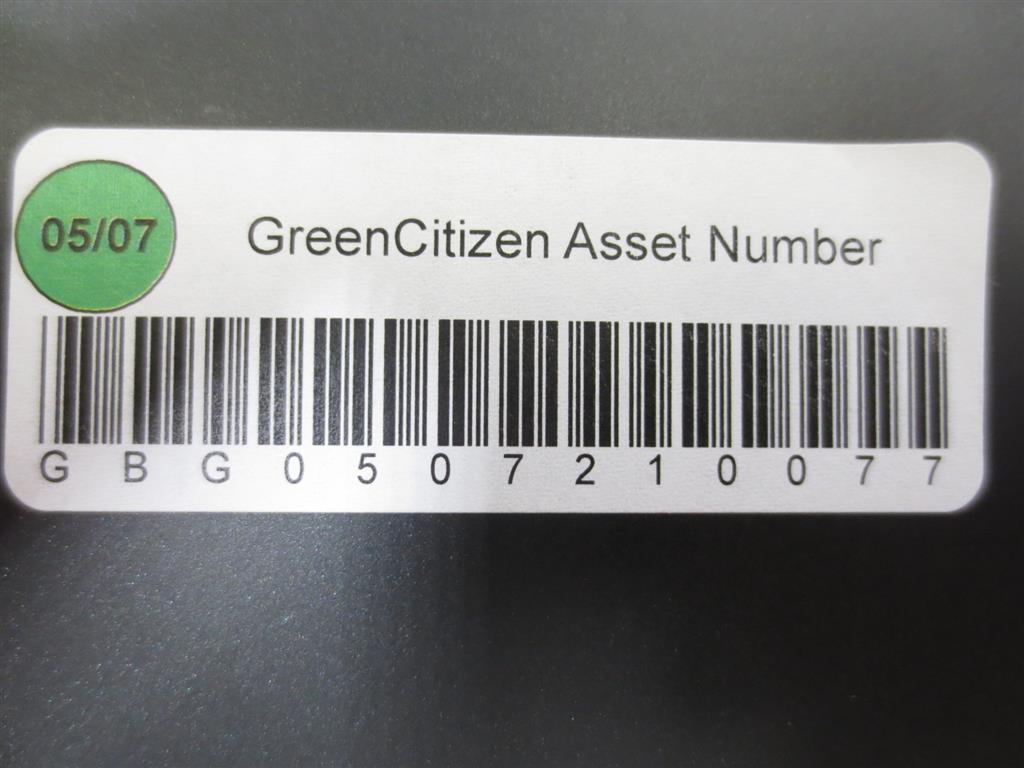 05/07
GreenCitizen Asset Number
G B G 0 5 0 7 2 1 0 0 7 7